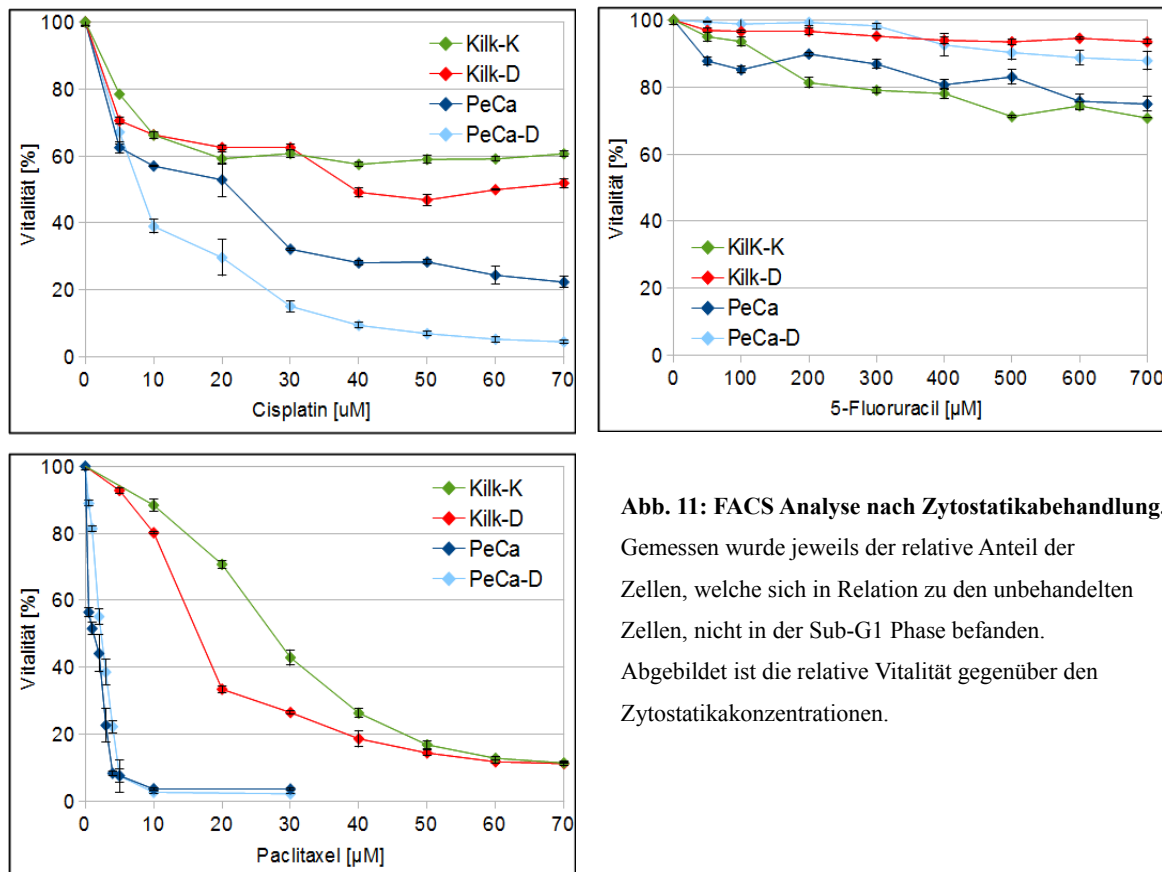 100
80
60
40
20
0
Vitalität [%]
0 10 20 30 40 50 60 70
Cisplatin [uM]
Kilk-K
Kilk-D
PeCa
PeCa-D
100
80
60
40
20
0
Vitalität [%]
0 100 200 300 400 500 600 700
5-Fluoruracil [µM]
KilK-K
Kilk-D
PeCa
PeCa-D
100
80
60
40
20
0
Vitalität [%]
0 10 20 30 40 50 60 70
Paclitaxel [µM]
Kilk-K
Kilk-D
PeCa
PeCa-D
Abb. 11: FACS Analyse nach Zytostatikabehandlung.
Gemessen wurde jeweils der relative Anteil der
Zellen, welche sich in Relation zu den unbehandelten
Zellen, nicht in der Sub-G1 Phase befanden.
Abgebildet ist die relative Vitalität gegenüber den
Zytostatikakonzentrationen.